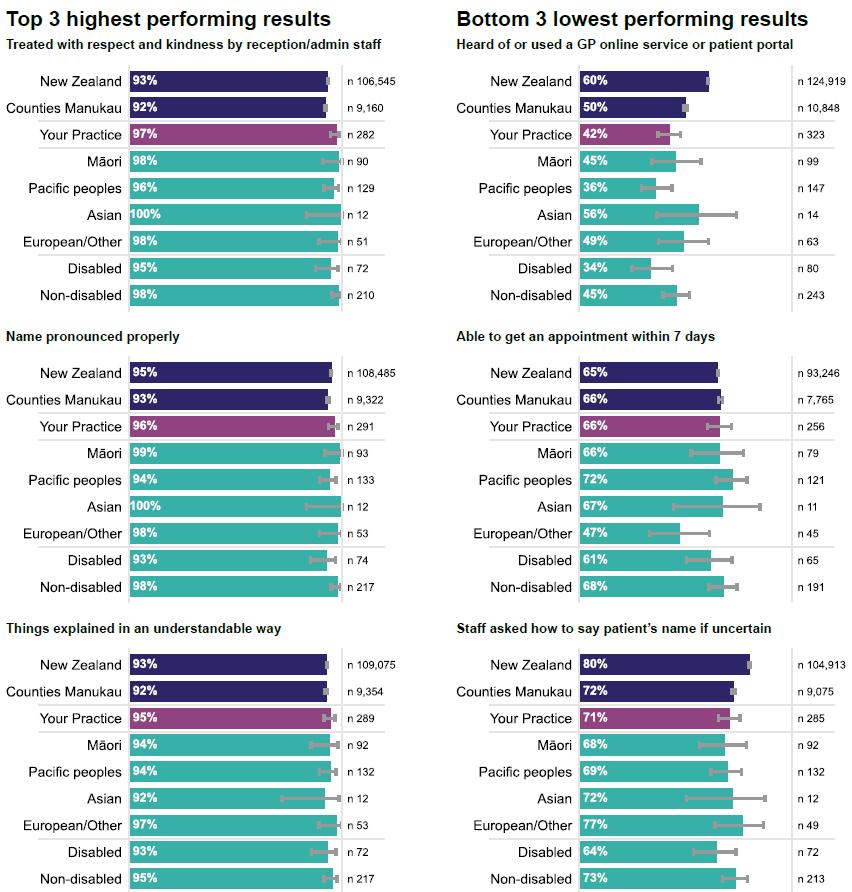 Top 3 highest performing results
Treated with respect and kindness by reception/admin staff
New Zealand 93% n 106,545
Counties Manukau 92% n 9,160
Your Practice 97% n 282
Māori 98% n 90
Pacific peoples 96% n 129
Asian 100% n 12
European/Other 98% n 51
Disabled 95% n 72
Non-disabled 98% n 210
Name pronounced properly
New Zealand 95% n 108,485
Counties Manukau 93% n 9,322
Your Practice 96% n 291
Māori 99% n 93
Pacific peoples 94% n 133
Asian 100% n 12
European/Other 98% n 53
Disabled 93% n 74
Non-disabled 98% n 217
Things explained in an understandable way
New Zealand 93% n 109,075
Counties Manukau 92% n 9,354
Your Practice 95% n 289
Māori 94% n 92
Pacific peoples 94% n 132
Asian 92% n 12
European/Other 97% n 53
Disabled 93% n 72
Non-disabled 95% n 217
Bottom 3 lowest performing results
Heard of or used a GP online service or patient portal
New Zealand 60% n 124,919
Counties Manukau 50% n 10,848
Your Practice 42% n 323
Māori 45% n 99
Pacific peoples 36% n 147
Asian 56% n 14
European/Other 49% n 63
Disabled 34% n 80
Non-disabled 45% n 243
Able to get an appointment within 7 days
New Zealand 65% n 93,246
Counties Manukau 66% n 7,765
Your Practice 66% n 256
Māori 66% n 79
Pacific peoples 72% n 121
Asian 67% n 11
European/Other 47% n 45
Disabled 61% n 65
Non-disabled 68% n 191
Staff asked how to say patient's name if uncertain
New Zealand 80% n 104,913
Counties Manukau 72% n 9,075
Your Practice 71% n 285
Māori 68% n 92
Pacific peoples 69% n 132
Asian 72% n 12
European/Other 77% n 49
Disabled 64% n 72
Non-disabled 73% n 213